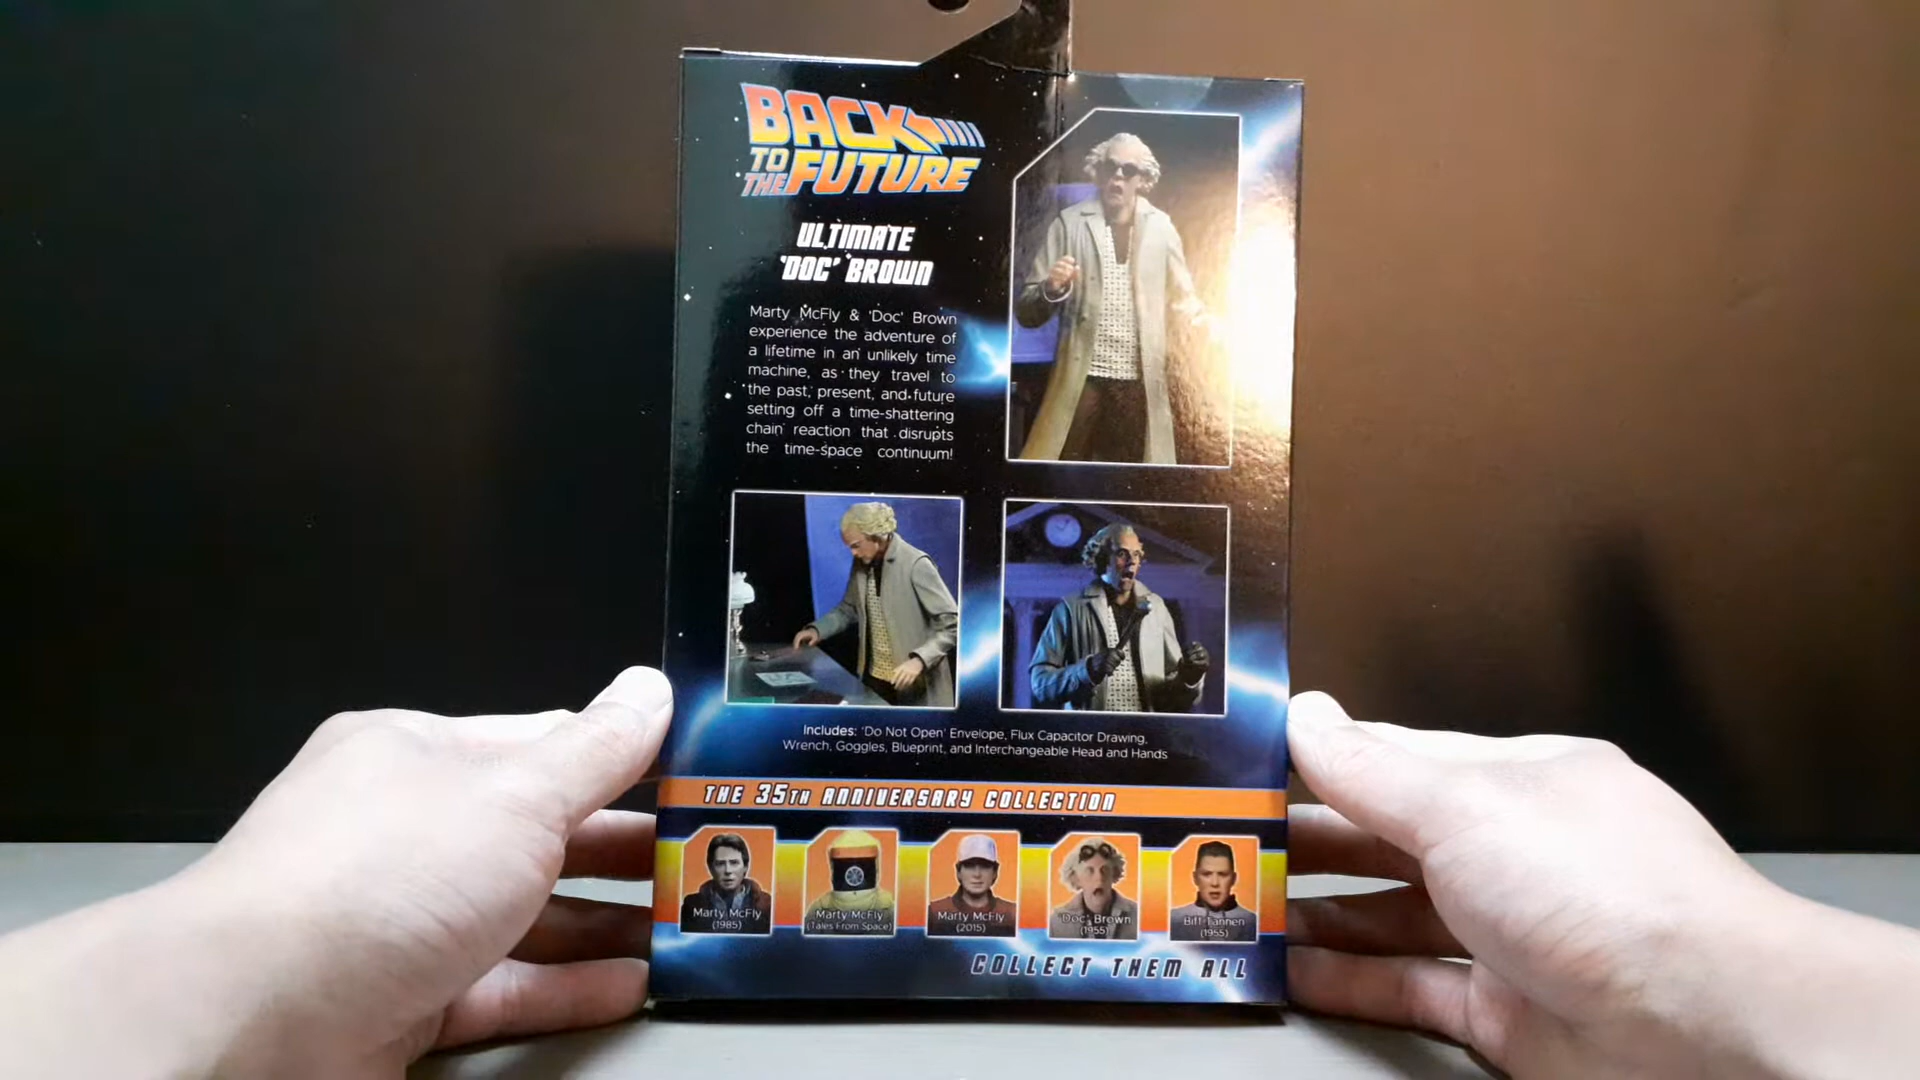 BACK
TO
THE FUTURE
ULTIMATE
'DOC' BROWN
Marty McFly & 'Doc' Brown
experience the adventure of
a lifetime in an unlikely time
machine, as they travel to
the past, present, and future
setting off a time-shattering
chain reaction that disrupts
the time-space continuum!
Includes: 'Do Not Open' Envelope, Flux Capacitor Drawing,
Wrench, Goggles, Blueprint, and Interchangeable Head and Hands
THE 35TH ANNIVERSARY COLLECTION
Marty McFly
(1985)
Marty McFly
(Tales From Space)
Marty McFly
(2015)
'Doc' Brown
(1955)
Biff Tannen
(1955)
COLLECT THEM ALL